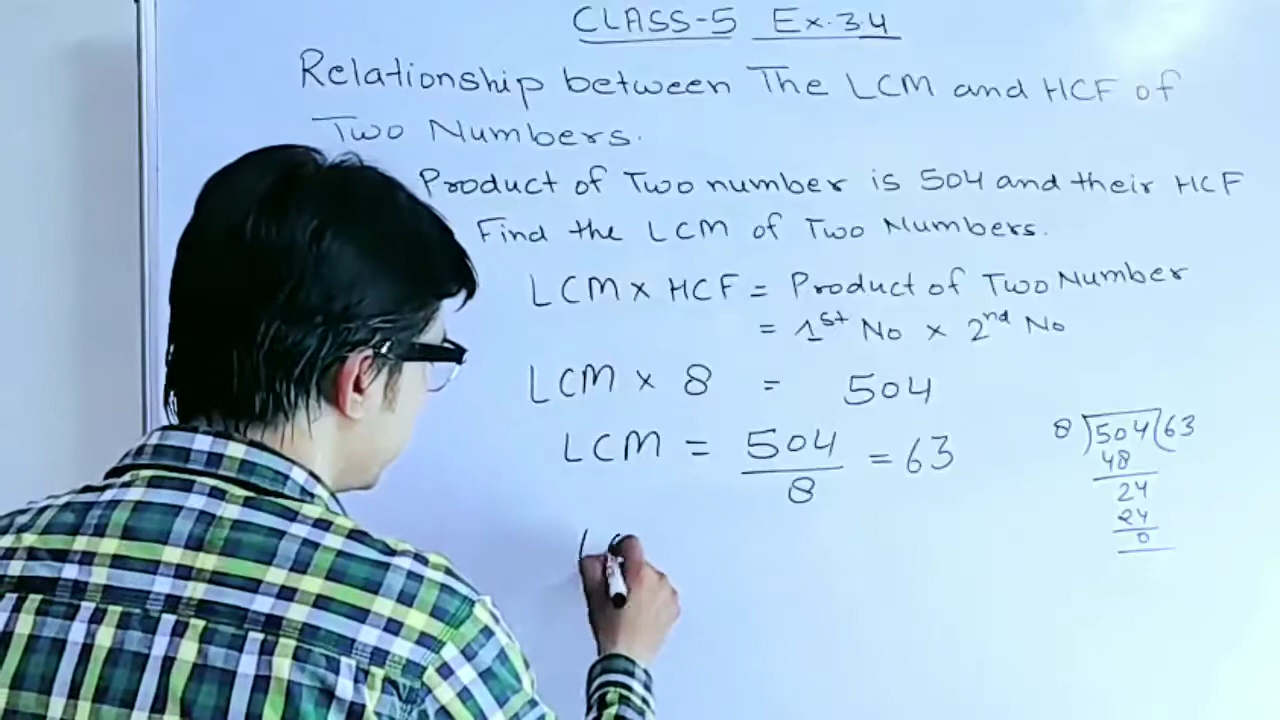 CLASS-5 Ex.3.4
Relationship between The LCM and HCF of
Two Numbers.
Product of Two number is 504 and their HCF
Find the LCM of Two Numbers.
LCM x HCF = Product of Two Number
= 1st No x 2nd No
LCM x 8 = 504
LCM = 504/8 = 63
8)504(63
48
24
24
0